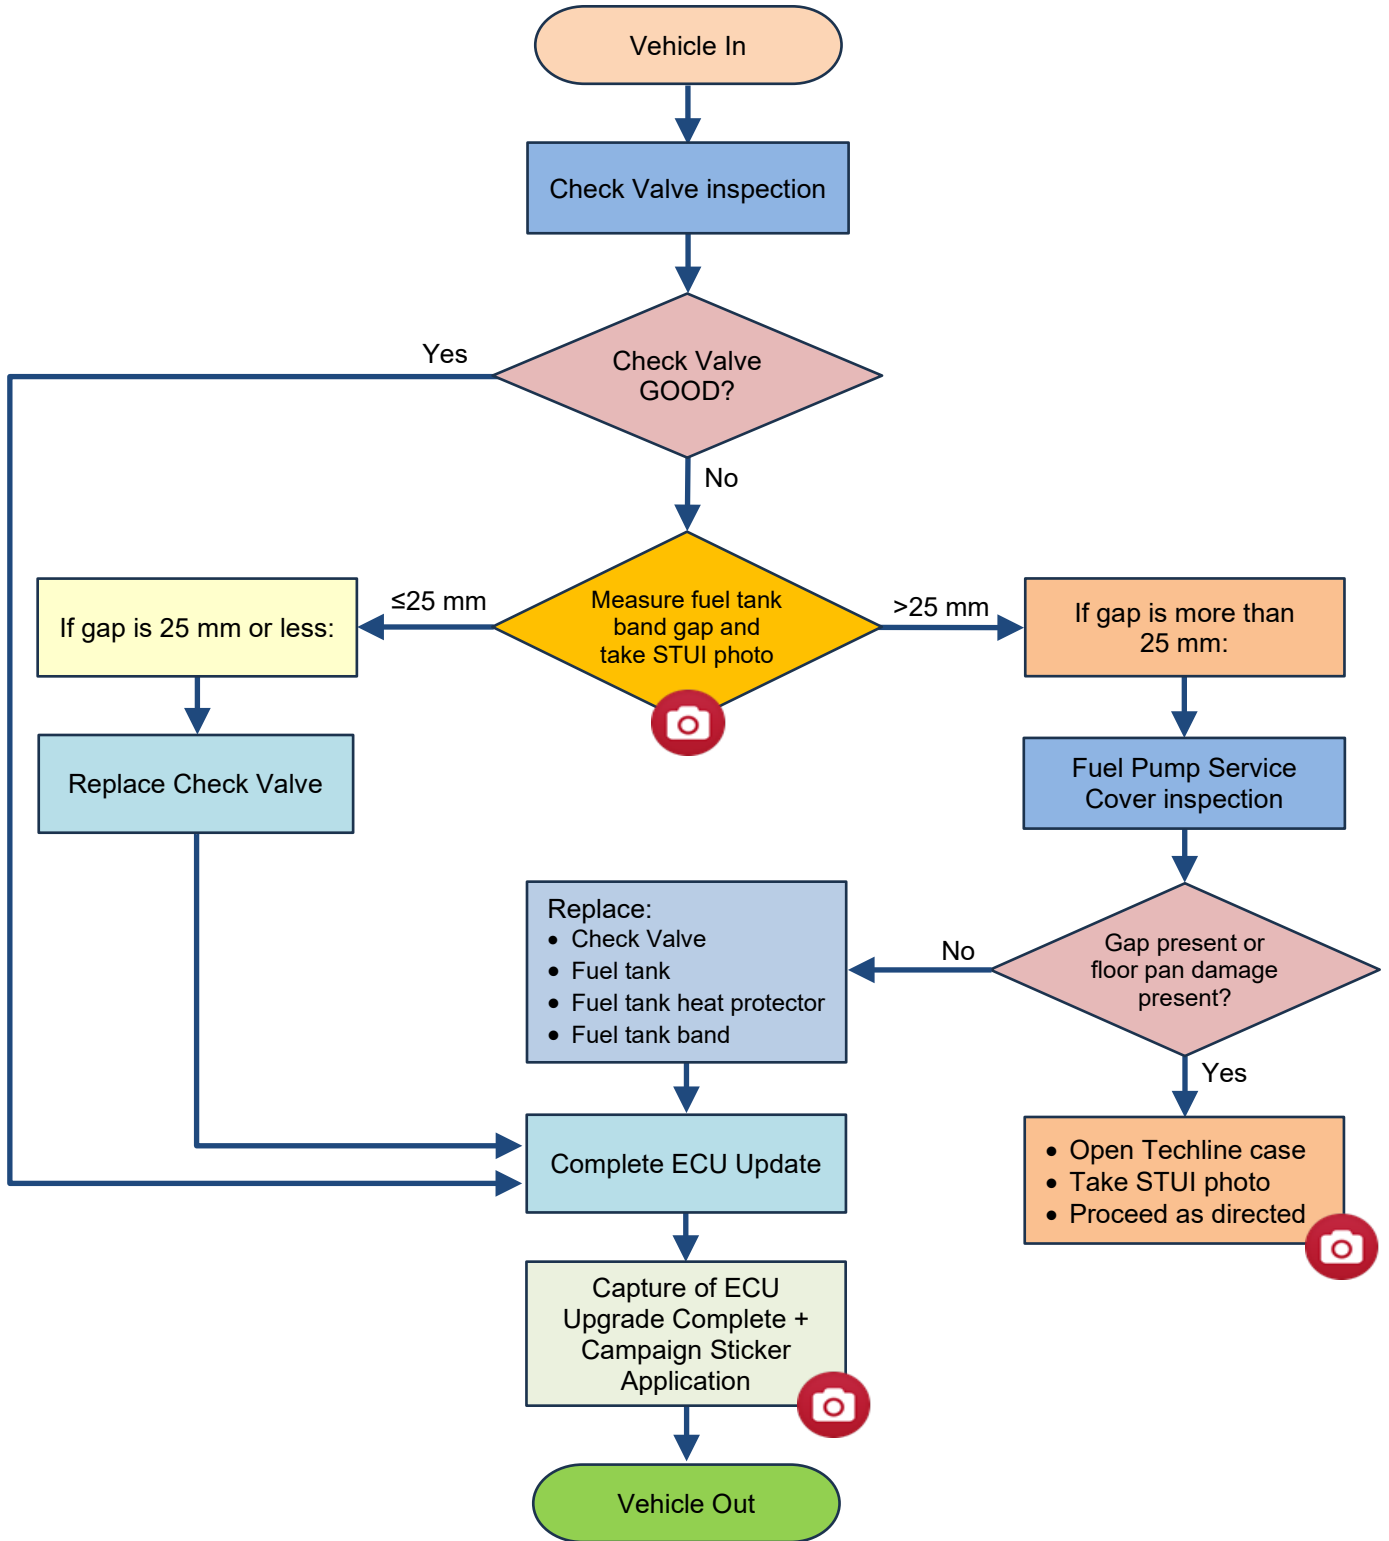 Vehicle In
Check Valve inspection
Check Valve
GOOD?
Yes
No
Measure fuel tank
band gap and
take STUI photo
≤25 mm
>25 mm
If gap is 25 mm or less:
If gap is more than
25 mm:
Replace Check Valve
Fuel Pump Service
Cover inspection
Gap present or
floor pan damage
present?
No
Yes
Replace:
• Check Valve
• Fuel tank
• Fuel tank heat protector
• Fuel tank band
• Open Techline case
• Take STUI photo
• Proceed as directed
Complete ECU Update
Capture of ECU
Upgrade Complete +
Campaign Sticker
Application
Vehicle Out